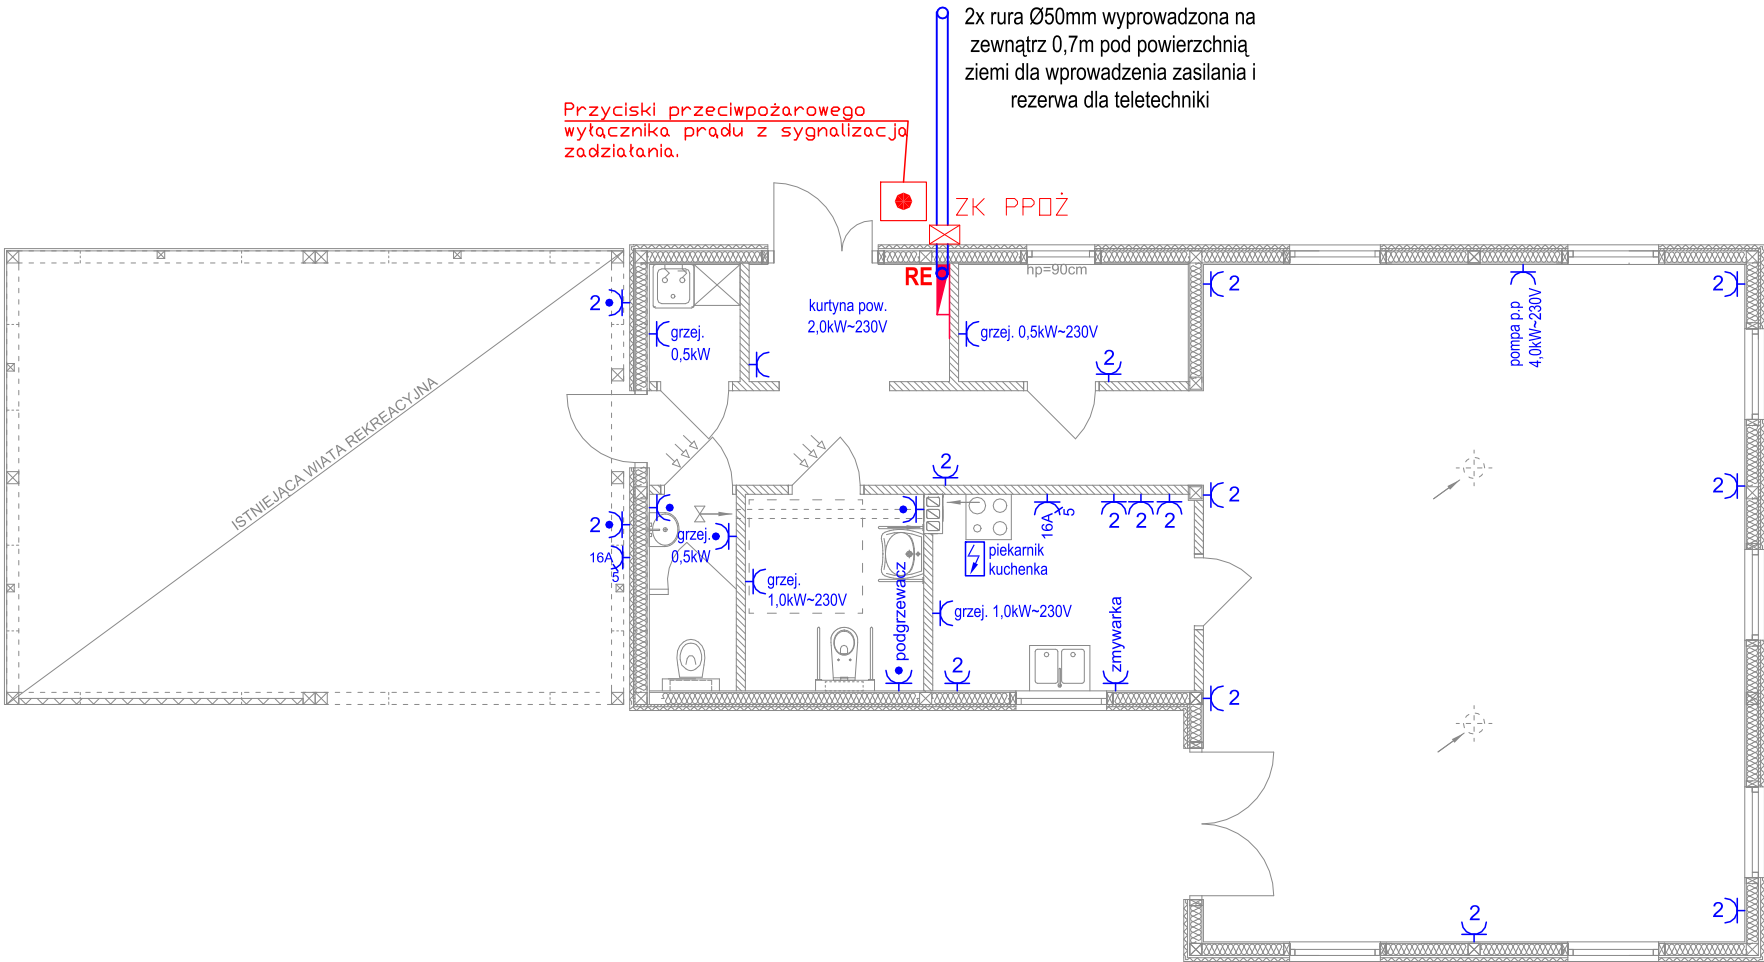 2x rura Ø50mm wyprowadzona na
zewnątrz 0,7m pod powierzchnią
ziemi dla wprowadzenia zasilania i
rezerwa dla teletechniki
Przyciski przeciwpożarowego
wyłącznika prądu z sygnalizacją
zadziałania.
ZK PPOŻ
RE
hp=90cm
kurtyna pow.
2,0kW~230V
grzej.
0,5kW
grzej. 0,5kW~230V
2
2
2
pompa p.p
4,0kW~230V
2
2
ISTNIEJĄCA WIATA REKREACYJNA
2
2
16A
5
grzej.
0,5kW
grzej.
1,0kW~230V
podgrzewacz
piekarnik
kuchenka
16A
5
2
2
2
2
2
grzej. 1,0kW~230V
zmywarka
2
2
2
2